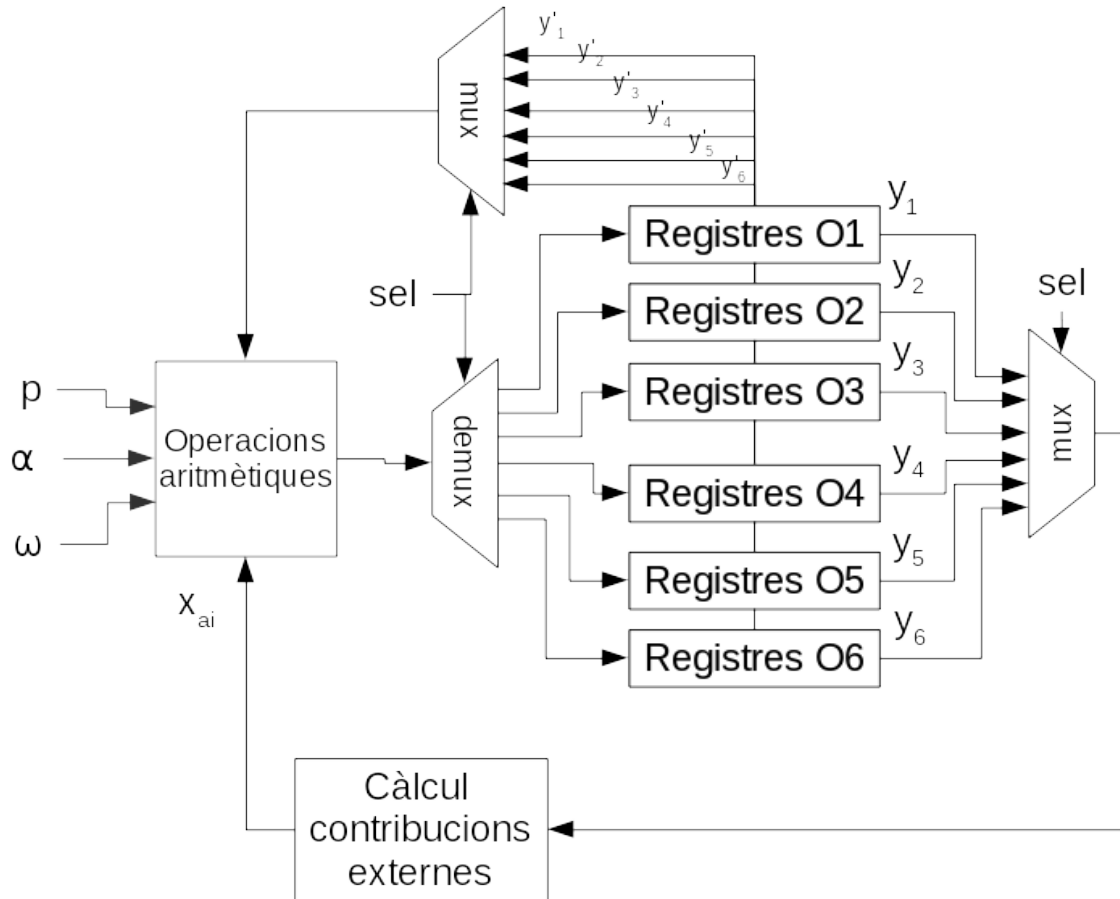 y'1
y'2
y'3
y'4
y'5
y'6
mux
sel
y1
Registres O1
y2
Registres O2
y3
Registres O3
y4
Registres O4
y5
Registres O5
y6
Registres O6
sel
mux
demux
p
α
ω
Operacions
aritmètiques
xai
Càlcul
contribucions
externes